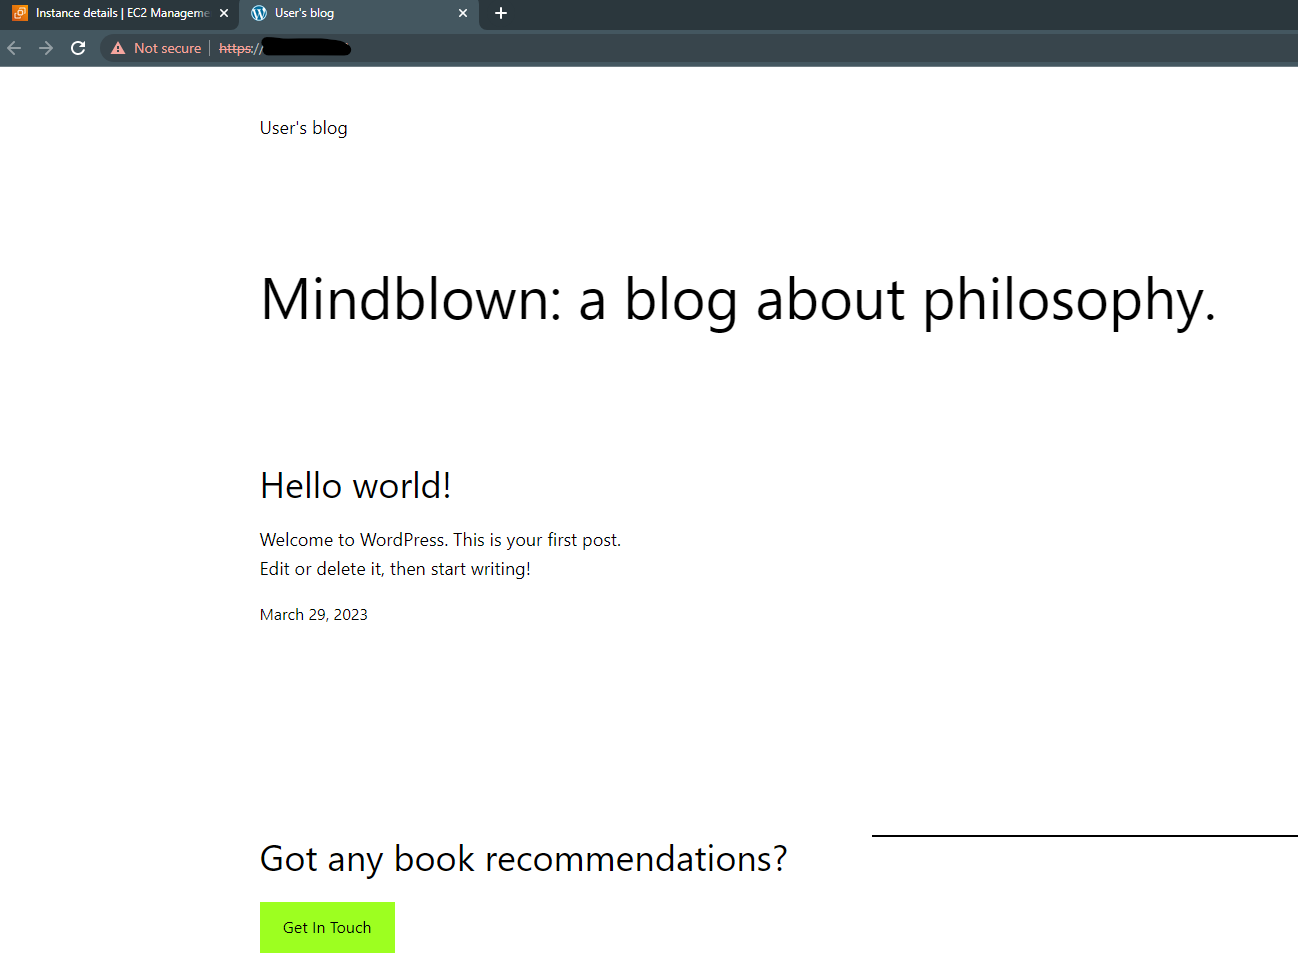 Instance details | EC2 Manageme
User's blog
Not secure | https://
User's blog
Mindblown: a blog about philosophy.
Hello world!
Welcome to WordPress. This is your first post.
Edit or delete it, then start writing!
March 29, 2023
Got any book recommendations?
Get In Touch